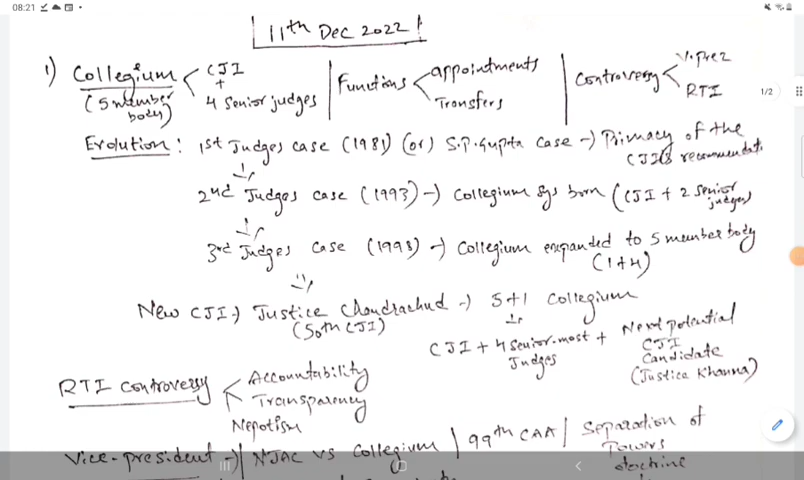 08:21
11th Dec 2022
1) Collegium < CJI + 4 Senior judges | Functions < appointments Transfers | Controversy < V.prez RTI
(5 member body)
1/2
Evolution: 1st Judges Case (1981) (or) S.P. Gupta Case → Primacy of the CJI's recommendat.
2nd Judges Case (1993) → Collegium sys born (CJI + 2 Senior judges)
3rd Judges Case (1998) → Collegium expanded to 5 member body (1+4)
New CJI → Justice Chandrachud → 5+1 Collegium
(50th CJI)
CJI + 4 Senior-most Judges + Next potential CJI Candidate (Justice Khanna)
RTI Controversy < Accountability
Transparency
Nepotism
Vice-president → | NJAC vs Collegium | 99th CAA | Separation of Powers doctrine